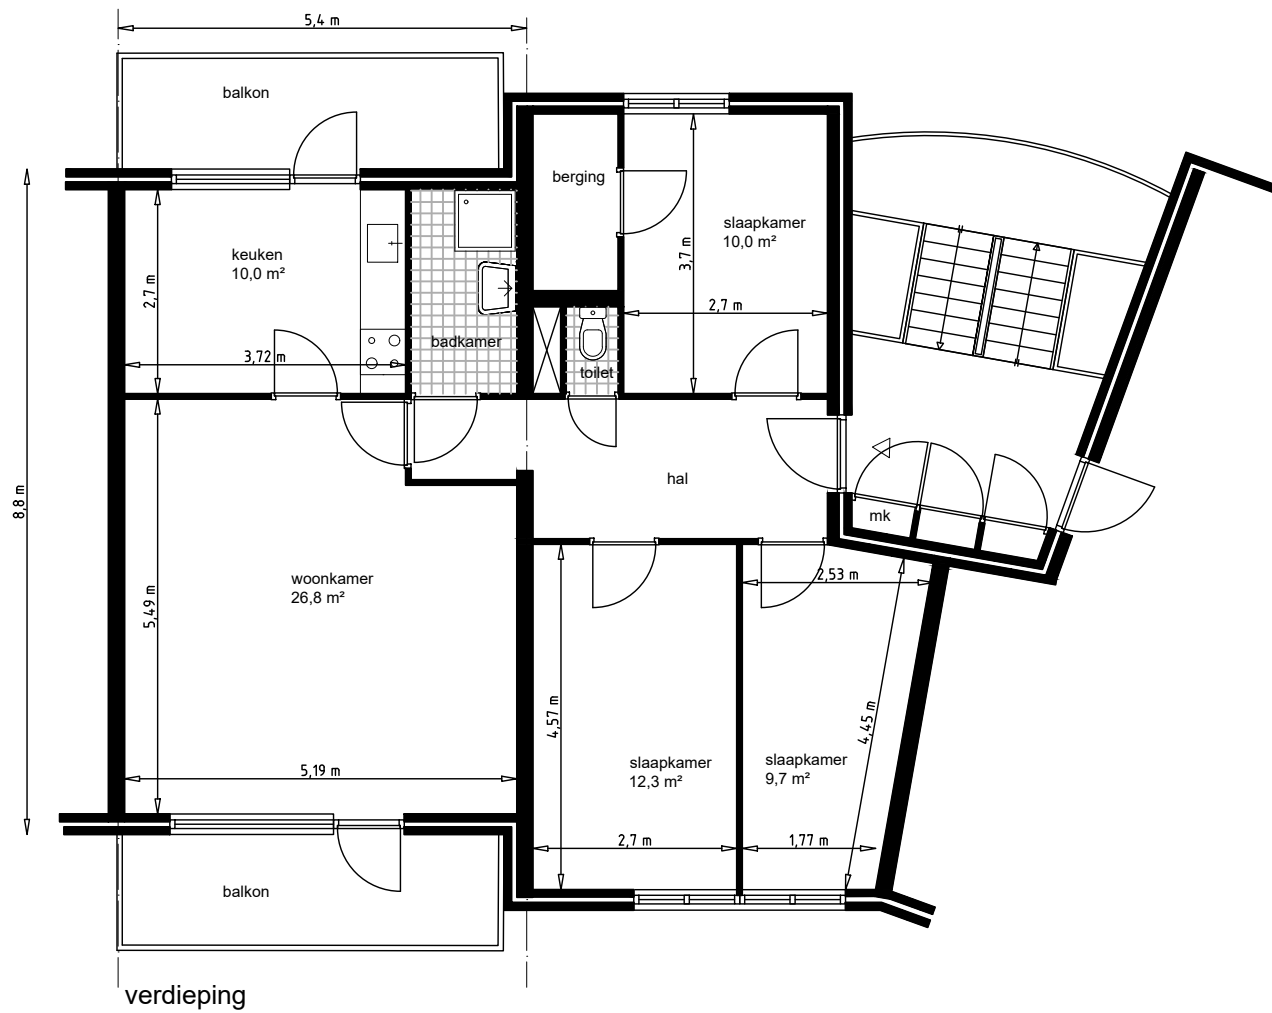 5,4 m
balkon
berging
slaapkamer
10,0 m²
keuken
10,0 m²
2,7 m
3,7 m
2,7 m
badkamer
3,72 m
toilet
hal
mk
8,8 m
woonkamer
26,8 m²
2,53 m
5,49 m
4,57 m
4,45 m
slaapkamer
12,3 m²
slaapkamer
9,7 m²
5,19 m
2,7 m
1,77 m
balkon
verdieping